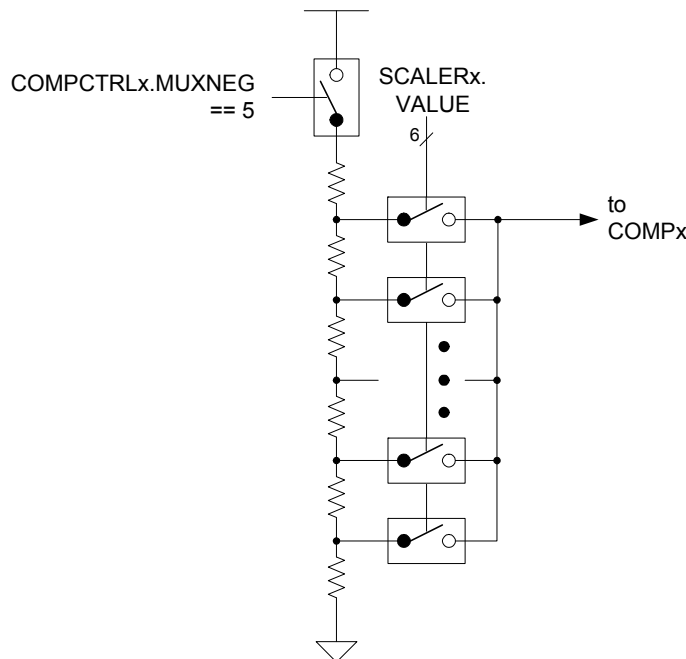 COMPCTRLx.MUXNEG
== 5
SCALERx.
VALUE
6
to
COMPx